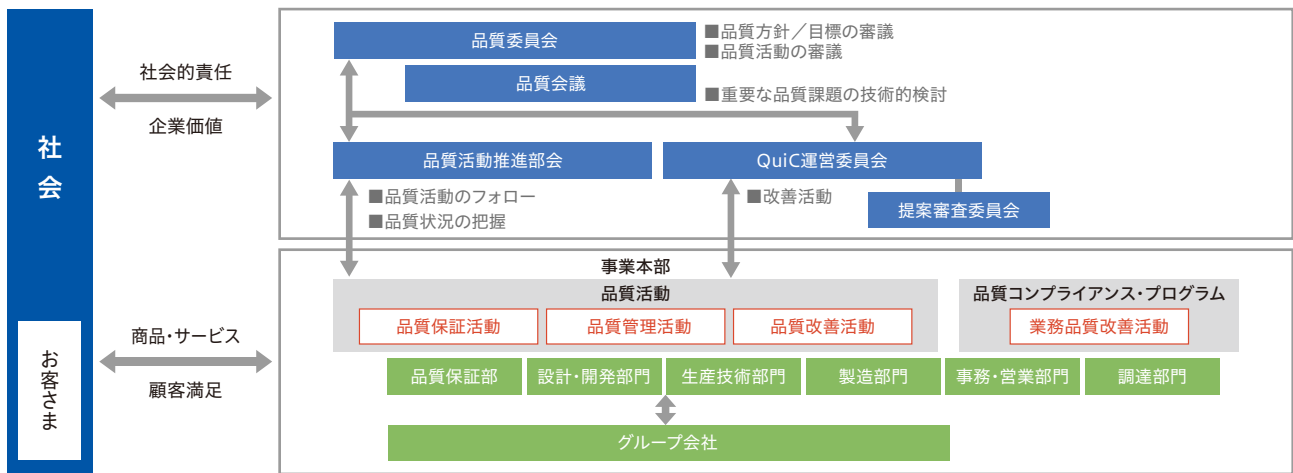 社会
お客さま
社会的責任
企業価値
商品・サービス
顧客満足
品質委員会
■品質方針／目標の審議
■品質活動の審議
品質会議
■重要な品質課題の技術的検討
品質活動推進部会
QuiC運営委員会
■品質活動のフォロー
■品質状況の把握
■改善活動
提案審査委員会
事業本部
品質活動
品質コンプライアンス・プログラム
品質保証活動
品質管理活動
品質改善活動
業務品質改善活動
品質保証部
設計・開発部門
生産技術部門
製造部門
事務・営業部門
調達部門
グループ会社